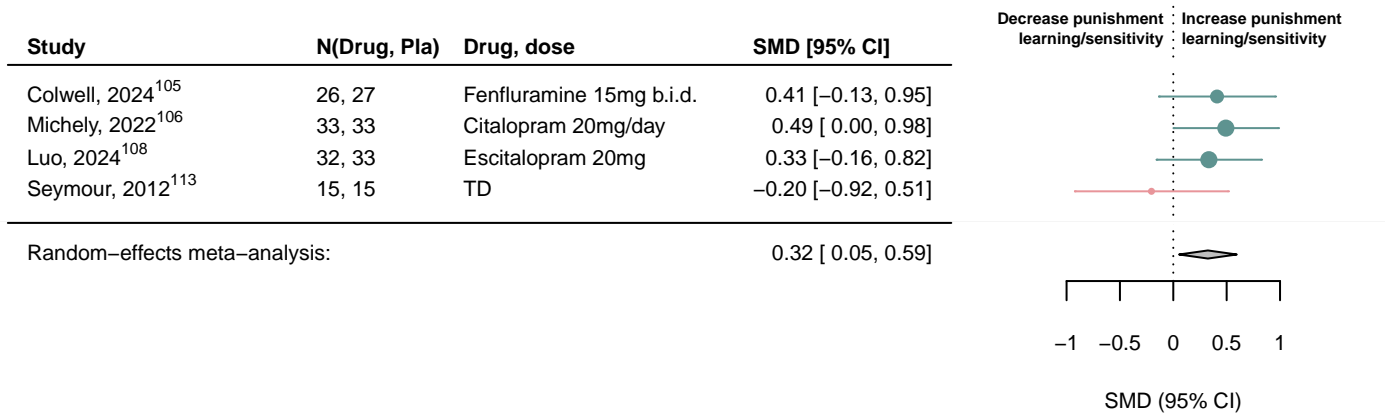 Decrease punishment Increase punishment
learning/sensitivity learning/sensitivity
Study N(Drug, Pla) Drug, dose SMD [95% CI]
Colwell, 2024105 26, 27 Fenfluramine 15mg b.i.d. 0.41 [−0.13, 0.95]
Michely, 2022106 33, 33 Citalopram 20mg/day 0.49 [ 0.00, 0.98]
Luo, 2024108 32, 33 Escitalopram 20mg 0.33 [−0.16, 0.82]
Seymour, 2012113 15, 15 TD −0.20 [−0.92, 0.51]
Random−effects meta−analysis: 0.32 [ 0.05, 0.59]
−1 −0.5 0 0.5 1
SMD (95% CI)